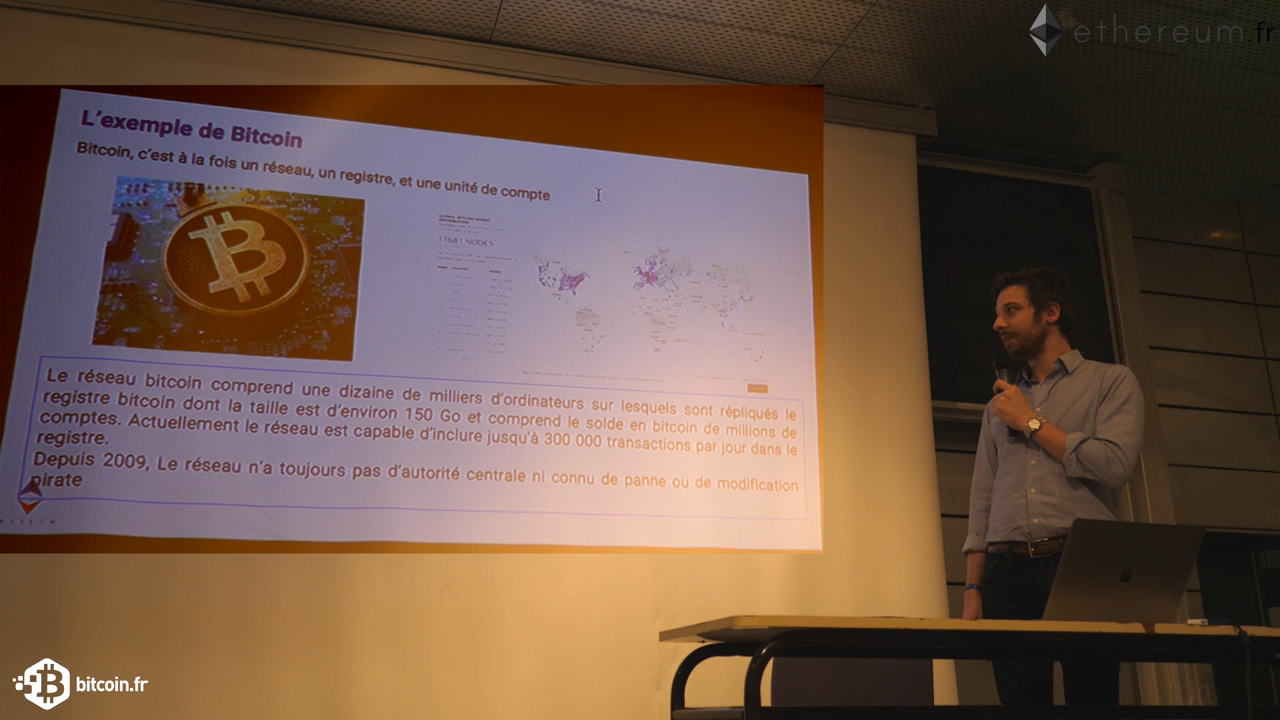 ethereum.fr
L'exemple de Bitcoin
Bitcoin, c'est à la fois un réseau, un registre, et une unité de compte
GLOBAL BITCOIN NODES
DISTRIBUTION
11681 NODES
Le réseau bitcoin comprend une dizaine de milliers d'ordinateurs sur lesquels sont répliqués le
registre bitcoin dont la taille est d'environ 150 Go et comprend le solde en bitcoin de millions de
comptes. Actuellement le réseau est capable d'inclure jusqu'à 300 000 transactions par jour dans le
registre.
Depuis 2009, Le réseau n'a toujours pas d'autorité centrale ni connu de panne ou de modification
pirate
bitcoin.fr